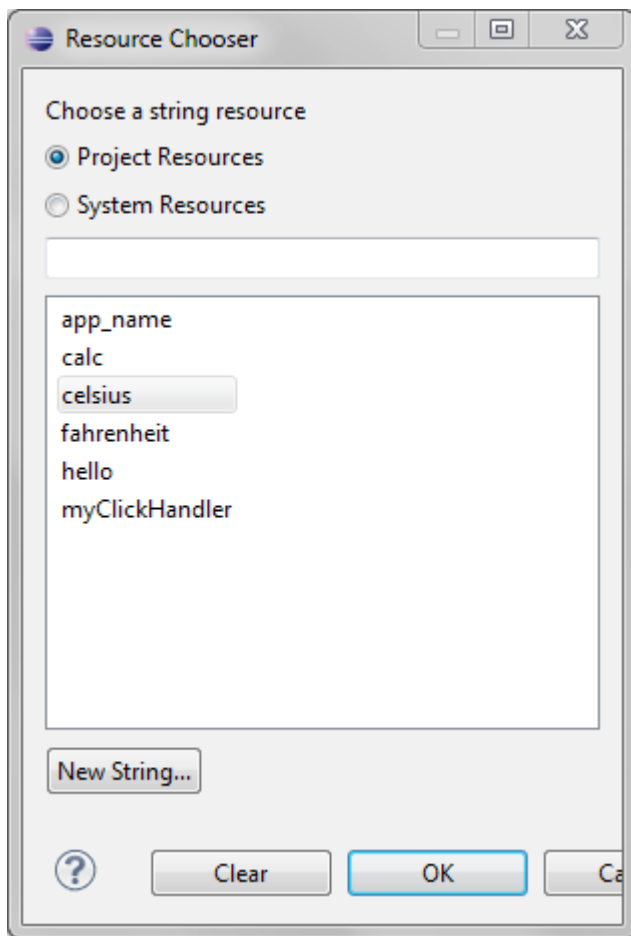 Resource Chooser
Choose a string resource
Project Resources
System Resources
app_name
calc
celsius
fahrenheit
hello
myClickHandler
New String...
? Clear OK Ca